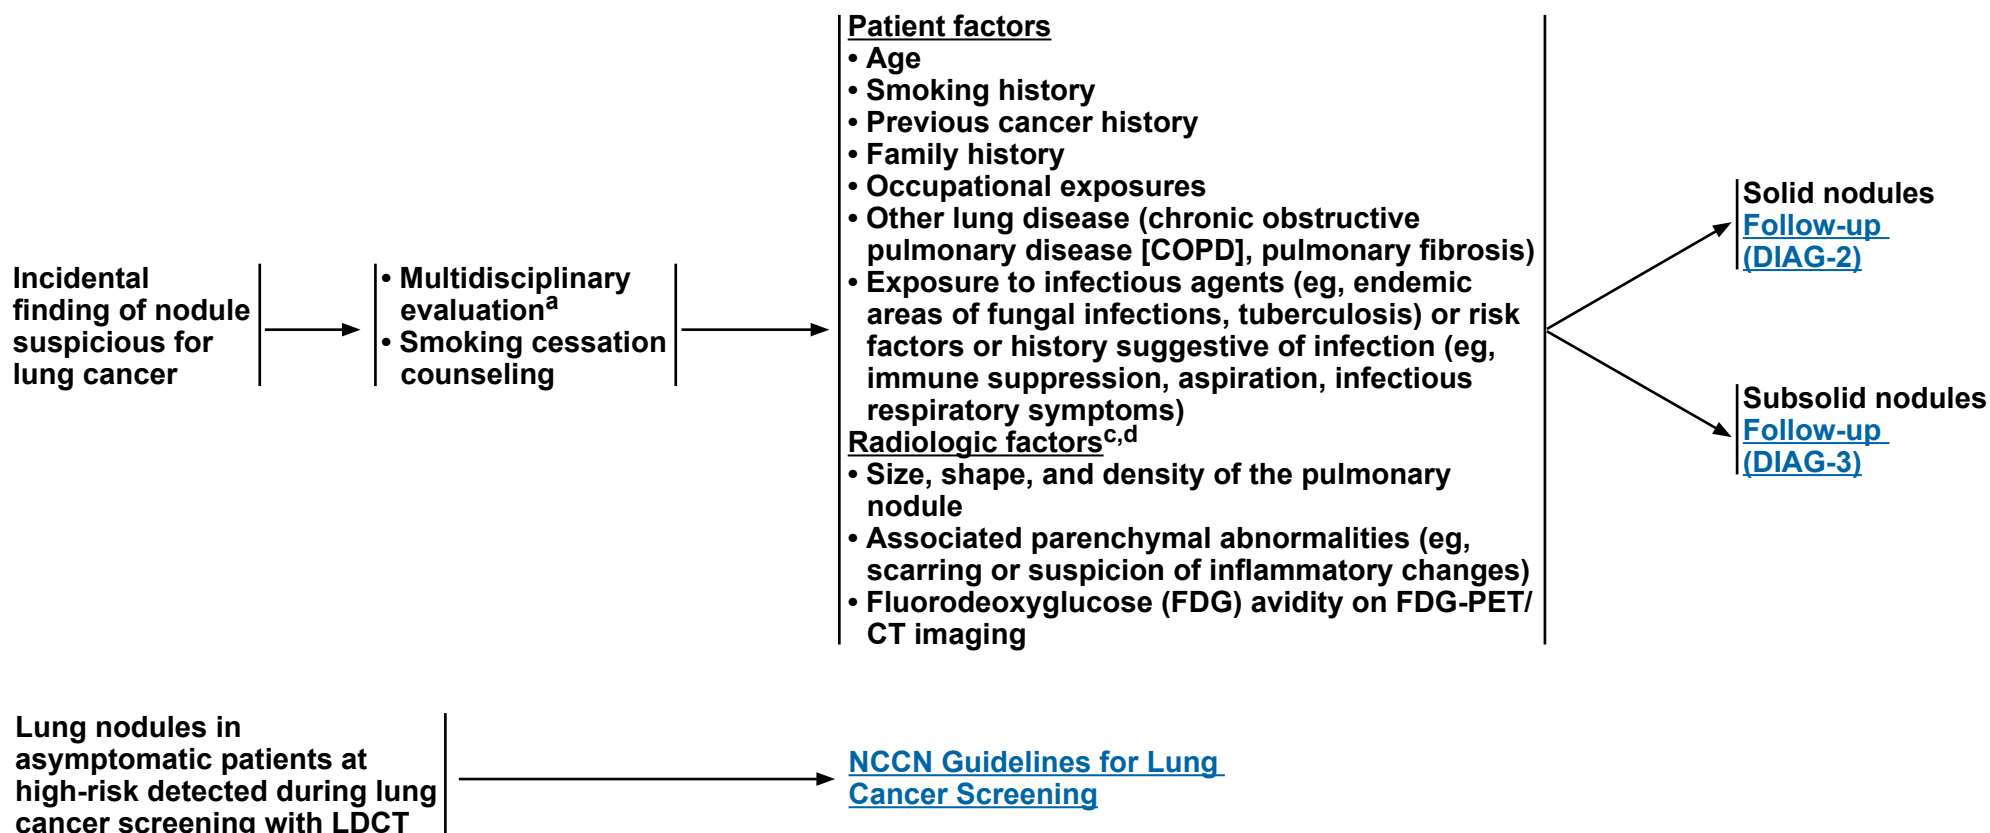 Incidental
finding of nodule
suspicious for
lung cancer
• Multidisciplinary
evaluationa
• Smoking cessation
counseling
Patient factors
• Age
• Smoking history
• Previous cancer history
• Family history
• Occupational exposures
• Other lung disease (chronic obstructive
pulmonary disease [COPD], pulmonary fibrosis)
• Exposure to infectious agents (eg, endemic
areas of fungal infections, tuberculosis) or risk
factors or history suggestive of infection (eg,
immune suppression, aspiration, infectious
respiratory symptoms)
Radiologic factorsc,d
• Size, shape, and density of the pulmonary
nodule
• Associated parenchymal abnormalities (eg,
scarring or suspicion of inflammatory changes)
• Fluorodeoxyglucose (FDG) avidity on FDG-PET/
CT imaging
Solid nodules
Follow-up
(DIAG-2)
Subsolid nodules
Follow-up
(DIAG-3)
Lung nodules in
asymptomatic patients at
high-risk detected during lung
cancer screening with LDCT
NCCN Guidelines for Lung
Cancer Screening